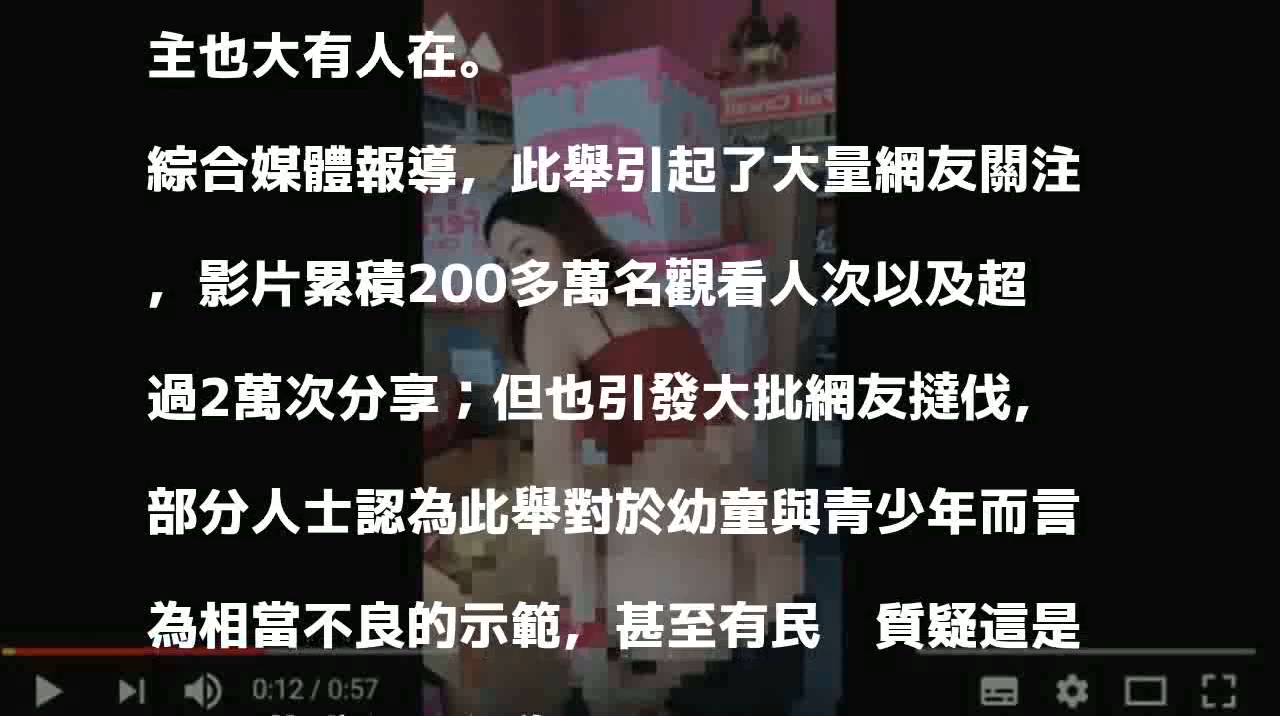 主也大有人在。
綜合媒體報導，此舉引起了大量網友關注
，影片累積200多萬名觀看人次以及超
過2萬次分享；但也引發大批網友撻伐，
部分人士認為此舉對於幼童與青少年而言
為相當不良的示範，甚至有民　質疑這是
0:12 / 0:57